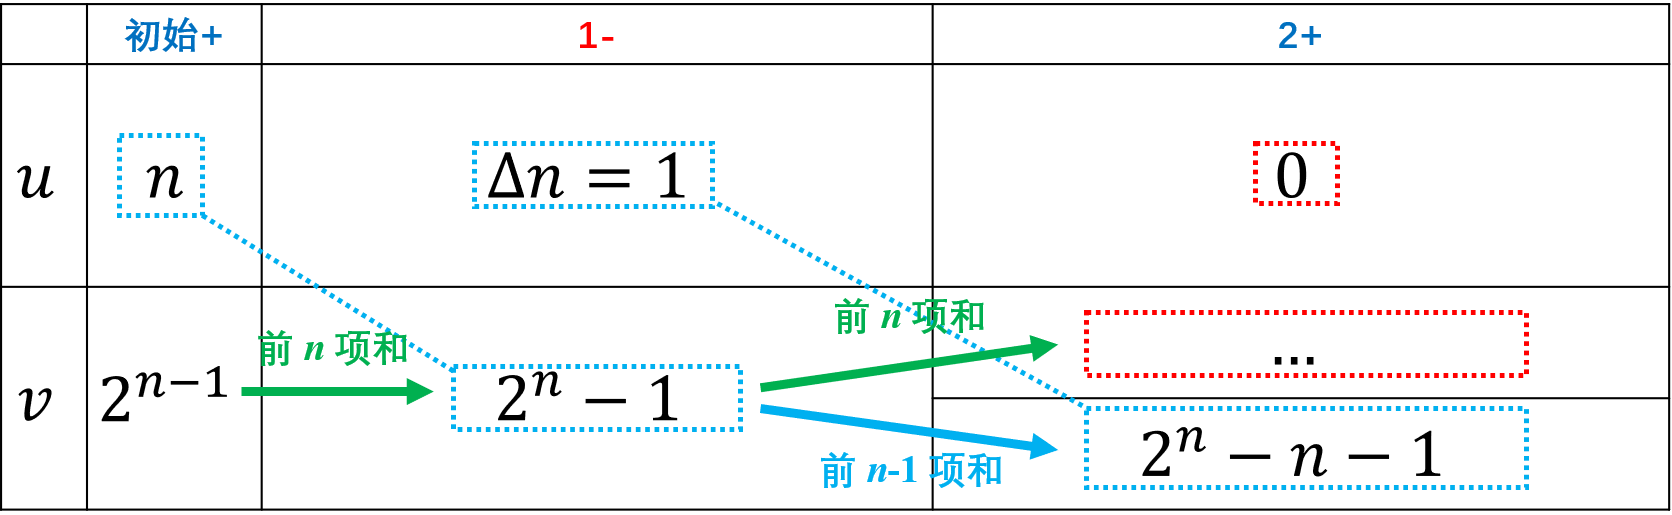 初始+ 1- 2+
u n Δn = 1 0
前 n 项和
前 n 项和
v 2^{n-1} 2^n − 1 ...
2^n − n − 1
前 n-1 项和